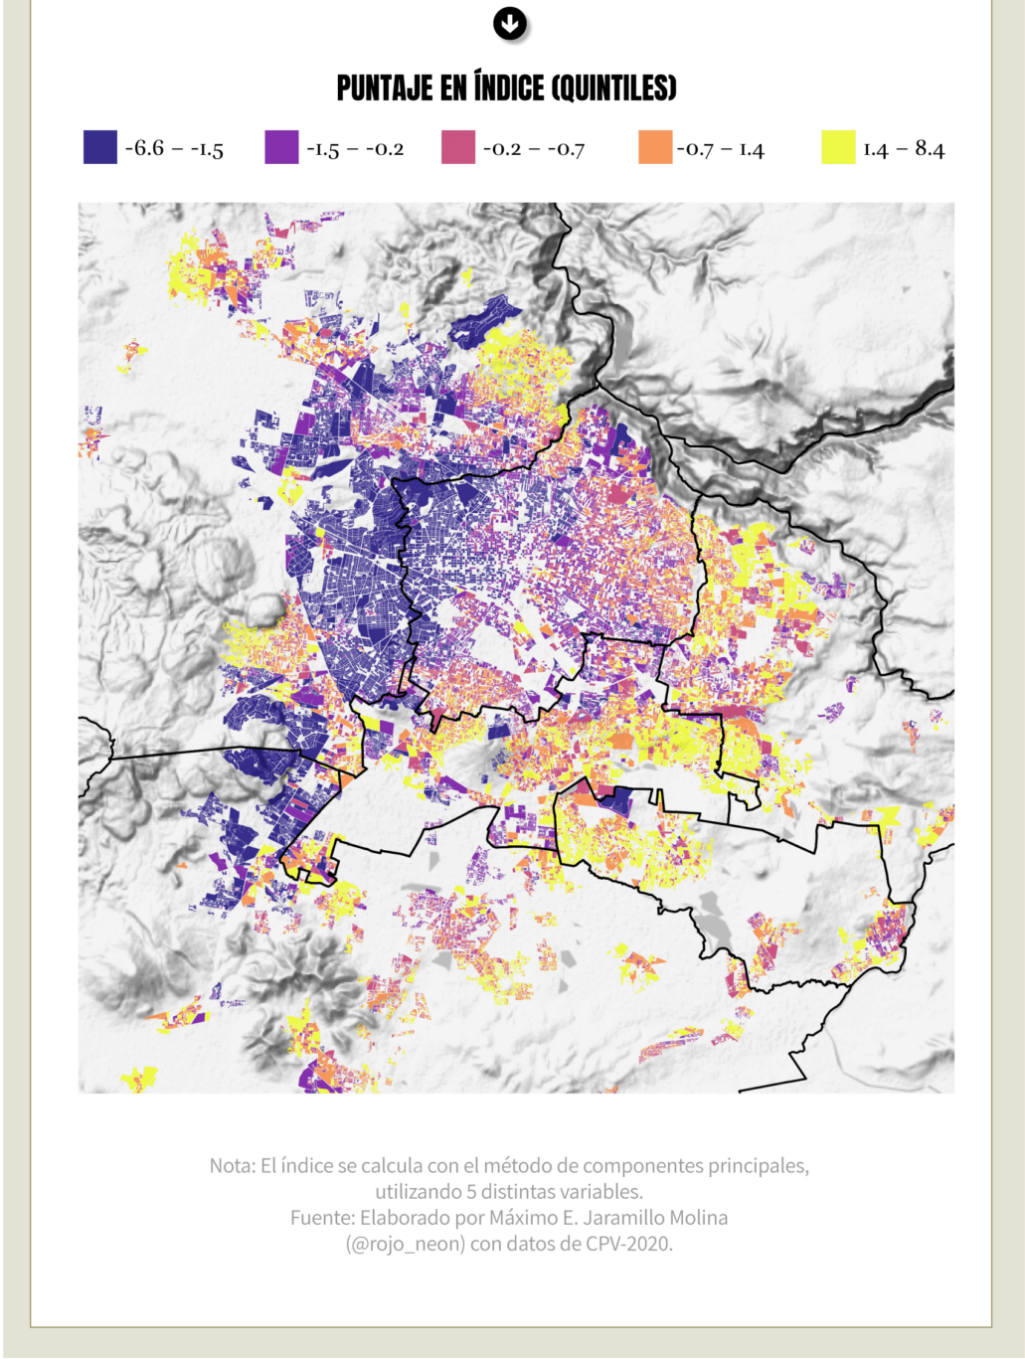 PUNTAJE EN ÍNDICE (QUINTILES)
-6.6 – -1.5
-1.5 – -0.2
-0.2 – -0.7
-0.7 – 1.4
1.4 – 8.4
Nota: El índice se calcula con el método de componentes principales,
utilizando 5 distintas variables.
Fuente: Elaborado por Máximo E. Jaramillo Molina
(@rojo_neon) con datos de CPV-2020.